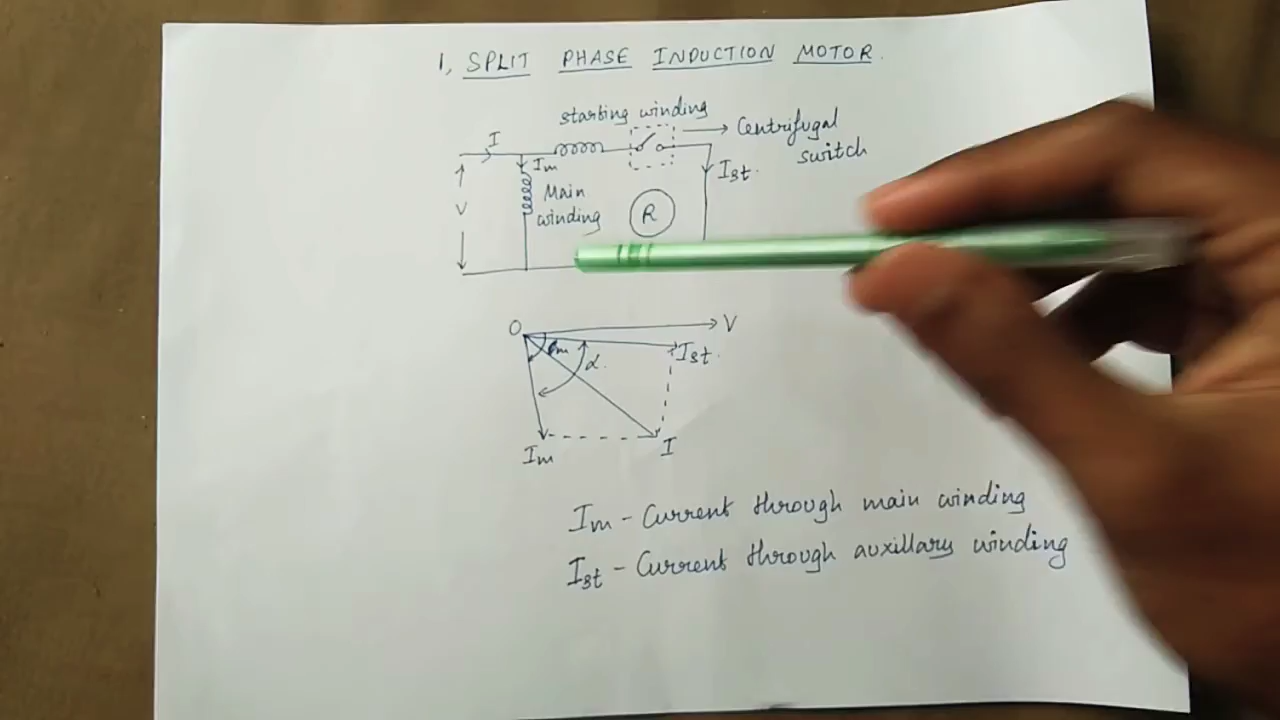 1, SPLIT PHASE INDUCTION MOTOR.
starting winding
Centrifugal
switch
I
Im
Ist.
V
Main
winding
R
O
V
Ist.
ϕm
α.
Im
I
Im - Current through main winding
Ist - Current through auxillary winding